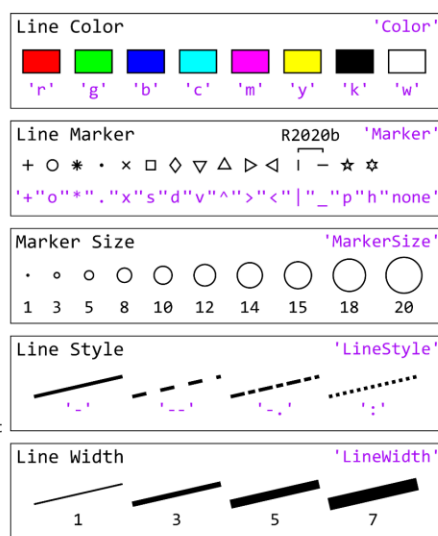 Line Color 'Color'
'r' 'g' 'b' 'c' 'm' 'y' 'k' 'w'
Line Marker R2020b 'Marker'
'+''o''*''.''x''s''d''v''^''>''<''|''_''p''h'none'
Marker Size 'MarkerSize'
1 3 5 8 10 12 14 15 18 20
Line Style 'LineStyle'
'-' '--' '-.' ':'
Line Width 'LineWidth'
1 3 5 7